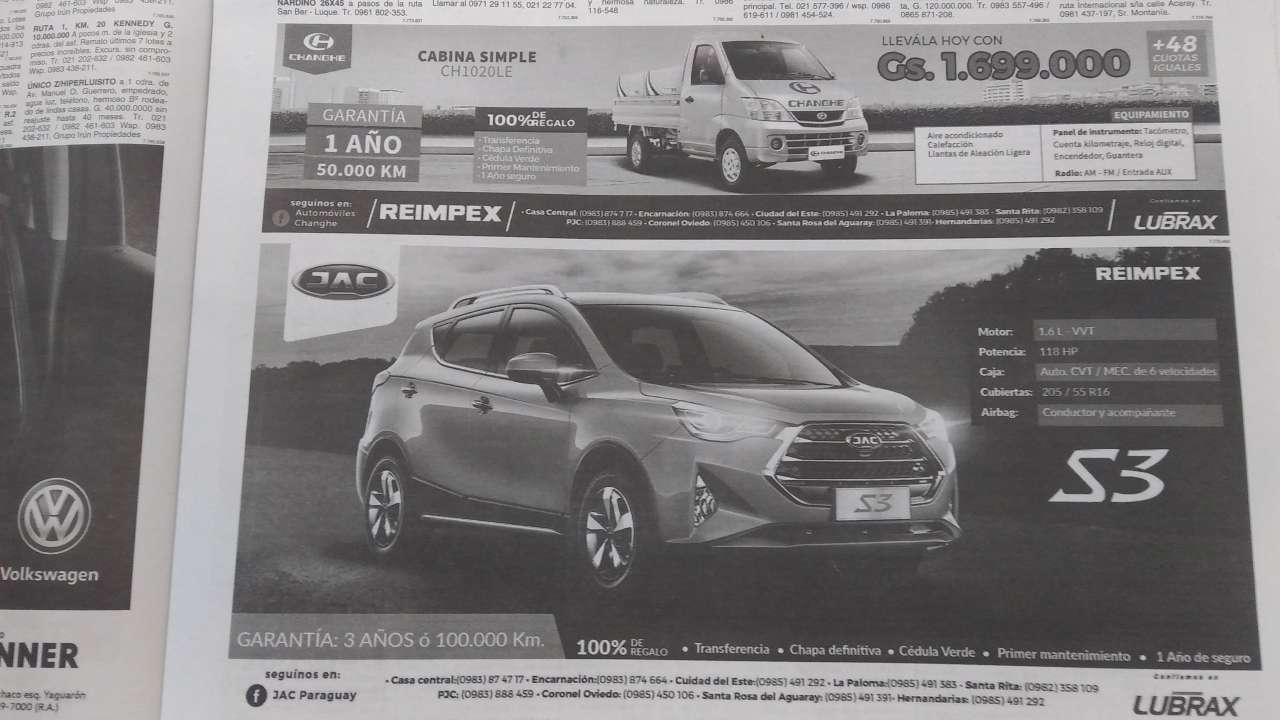 0982 461-603 Wsp 0983 438-211.
Grupo Irún Propiedades
RUTA 1, KM. 20 KENNEDY G.
10.000.000 A pocos m. de la iglesia y 2
cdras. del asf. Remato últimos 7 lotes a
precios increíbles. Excurs. sin compro-
miso. Tr. 021 202-632 / 0982 461-603
Wsp. 0983 438-211.
ÚNICO Z/HIPERLUISITO a 1 cdra. de
Av. Manuel O. Guerrero, empedrado,
agua luz, teléfono, hermoso Bº rodea-
do de lindas casas. G. 40.000.000 sin
reajuste hasta 40 meses. Tr. 021
202-632 / 0982 461-603 Wsp. 0983
438-211. Grupo Irún Propiedades
Volkswagen
NNER
haco esq. Yaguarón
9-7000 (R.A.)
NARDINO 26X45 a pasos de la ruta
San Ber - Luque. Tr. 0961 802-353.
Llamar al 0971 29 11 55, 021 22 77 04.
y hermosa naturaleza. Tr. 0986
116-548
principal. Tel. 021 577-396 / wsp. 0986
619-611 / 0981 454-524.
ta, G. 120.000.000. Tr. 0983 557-496 /
0865 871-208.
ruta Internacional s/la calle Acaray. Tr.
0981 437-197, Sr. Montanía.
CHANGHE
CABINA SIMPLE
CH1020LE
LLEVÁLA HOY CON
Gs. 1.699.000
+48
CUOTAS
IGUALES
GARANTÍA
1 AÑO
50.000 KM
100% DE REGALO
- Transferencia
- Chapa Definitiva
- Cédula Verde
- Primer Mantenimiento
- 1 Año seguro
CHANGHE
CHANGHE
EQUIPAMIENTO
Aire acondicionado
Calefacción
Llantas de Aleación Ligera
Panel de instrumento: Tacómetro,
Cuenta kilometraje, Reloj digital,
Encendedor, Guantera
Radio: AM - FM / Entrada AUX
seguinos en:
Automóviles
Changhe
REIMPEX
• Casa Central: (0983) 874 7 17 • Encarnación: (0983) 874 664 • Ciudad del Este: (0985) 491 292 • La Paloma: (0985) 491 383 • Santa Rita: (0982) 358 109
PJC: (0983) 888 459 • Coronel Oviedo: (0985) 450 106 • Santa Rosa del Aguaray: (0985) 491 391• Hernandarias: (0985) 491 292
Confiamos en
LUBRAX
JAC
REIMPEX
Motor: 1.6 L - VVT
Potencia: 118 HP
Caja: Auto. CVT / MEC. de 6 velocidades
Cubiertas: 205 / 55 R16
Airbag: Conductor y acompañante
S3
JAC
S3
GARANTÍA: 3 AÑOS ó 100.000 Km.
100% DE REGALO • Transferencia • Chapa definitiva • Cédula Verde • Primer mantenimiento • 1 Año de seguro
seguinos en:
JAC Paraguay
• Casa central:(0983) 87 47 17 • Encarnación:(0983) 874 664 • Cuidad del Este:(0985) 491 292 • La Paloma:(0985) 491 383 - Santa Rita: (0982) 358 109
PJC: (0983) 888 459 • Coronel Oviedo: (0985) 450 106 • Santa Rosa del Aguaray: (0985) 491 391• Hernandarias: (0985) 491 292
Confiamos en
LUBRAX